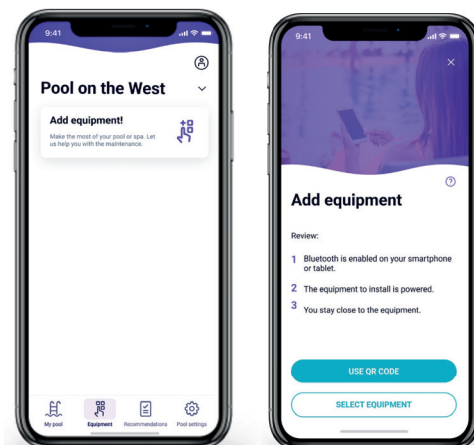 9:41
Pool on the West
Add equipment!
Make the most of your pool or spa. Let
us help you with the maintenance.
My pool
Equipment
Recommendations
Pool settings
9:41
Add equipment
Review:
1 Bluetooth is enabled on your smartphone
or tablet.
2 The equipment to install is powered.
3 You stay close to the equipment.
USE QR CODE
SELECT EQUIPMENT